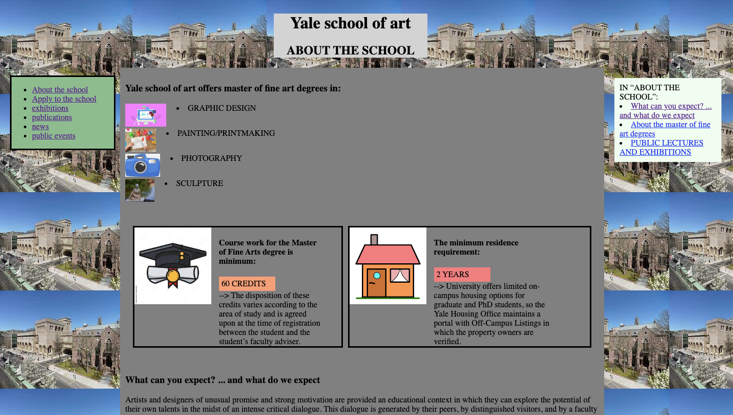 Yale school of art
ABOUT THE SCHOOL
About the school
Apply to the school
exhibitions
publications
news
public events
Yale school of art offers master of fine art degrees in:
GRAPHIC DESIGN
PAINTING/PRINTMAKING
PHOTOGRAPHY
SCULPTURE
Course work for the Master
of Fine Arts degree is
minimum:
60 CREDITS
--> The disposition of these
credits varies according to the
area of study and is agreed
upon at the time of registration
between the student and the
student’s faculty adviser.
The minimum residence
requirement:
2 YEARS
--> University offers limited on-
campus housing options for
graduate and PhD students, so the
Yale Housing Office maintains a
portal with Off-Campus Listings in
which the property owners are
verified.
What can you expect? ... and what do we expect
Artists and designers of unusual promise and strong motivation are provided an educational context in which they can explore the potential of
their own talents in the midst of an intense critical dialogue. This dialogue is generated by their peers, by distinguished visitors, and by a faculty
IN “ABOUT THE
SCHOOL”:
What can you expect? ...
and what do we expect
About the master of fine
art degrees
PUBLIC LECTURES
AND EXHIBITIONS